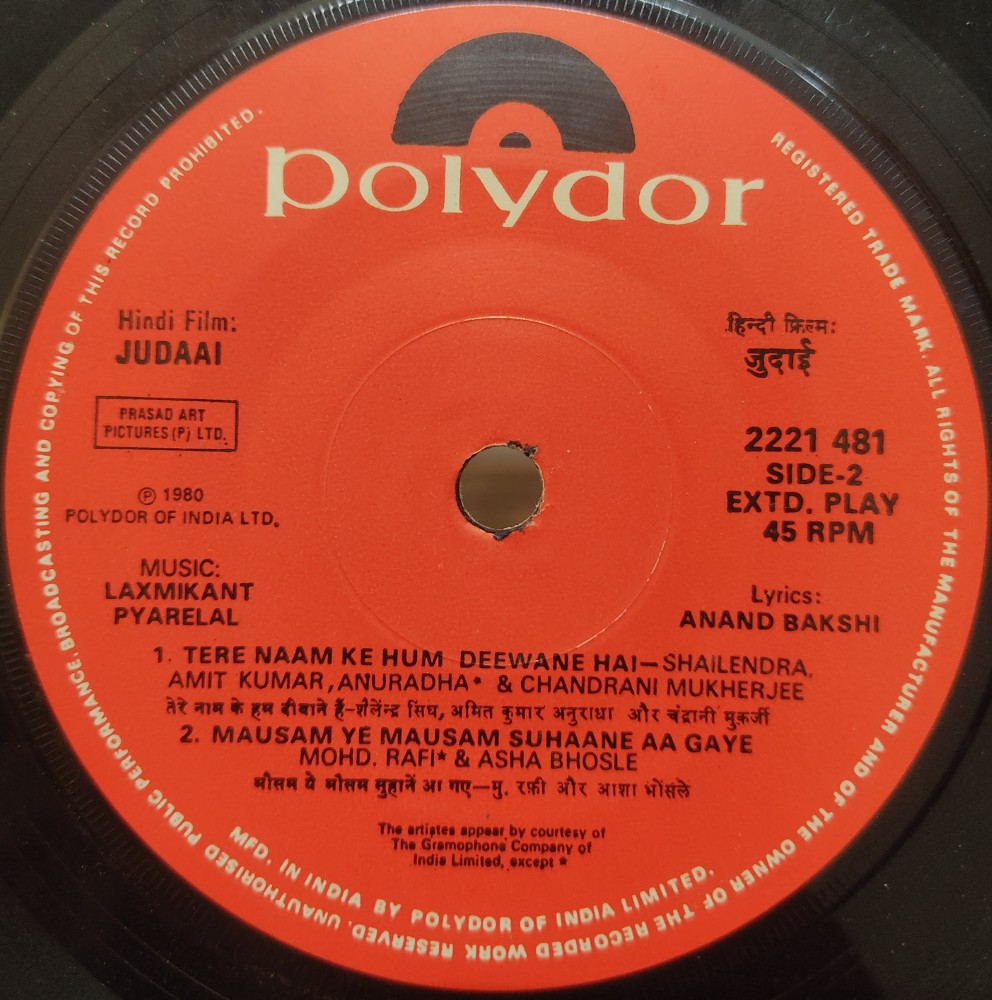 polydor
Hindi Film:
JUDAAI
हिन्दी फ़िल्म:
जुदाई
PRASAD ART
PICTURES (P) LTD.
℗ 1980
POLYDOR OF INDIA LTD.
2221 481
SIDE-2
EXTD. PLAY
45 RPM
MUSIC:
LAXMIKANT
PYARELAL
Lyrics:
ANAND BAKSHI
1. TERE NAAM KE HUM DEEWANE HAI—SHAILENDRA,
AMIT KUMAR, ANURADHA* & CHANDRANI MUKHERJEE
तेरे नाम के हम दीवाने हैं—शैलेंन्द्र सिंघ, अमित कुमार अनुराधा और चंद्रानी मुकर्जी
2. MAUSAM YE MAUSAM SUHAANE AA GAYE
MOHD. RAFI* & ASHA BHOSLE
मौसम ये मौसम सुहानें आ गए—मु. रफ़ी और आशा भोंसले
The artistes appear by courtesy of
The Gramophone Company of
India Limited, except *
MFD. IN INDIA BY POLYDOR OF INDIA LIMITED.
REGISTERED TRADE MARK. ALL RIGHTS OF THE MANUFACTURER AND OF THE OWNER OF THE RECORDED WORK RESERVED. UNAUTHORISED PUBLIC PERFORMANCE. BROADCASTING AND COPYING OF THIS RECORD PROHIBITED.